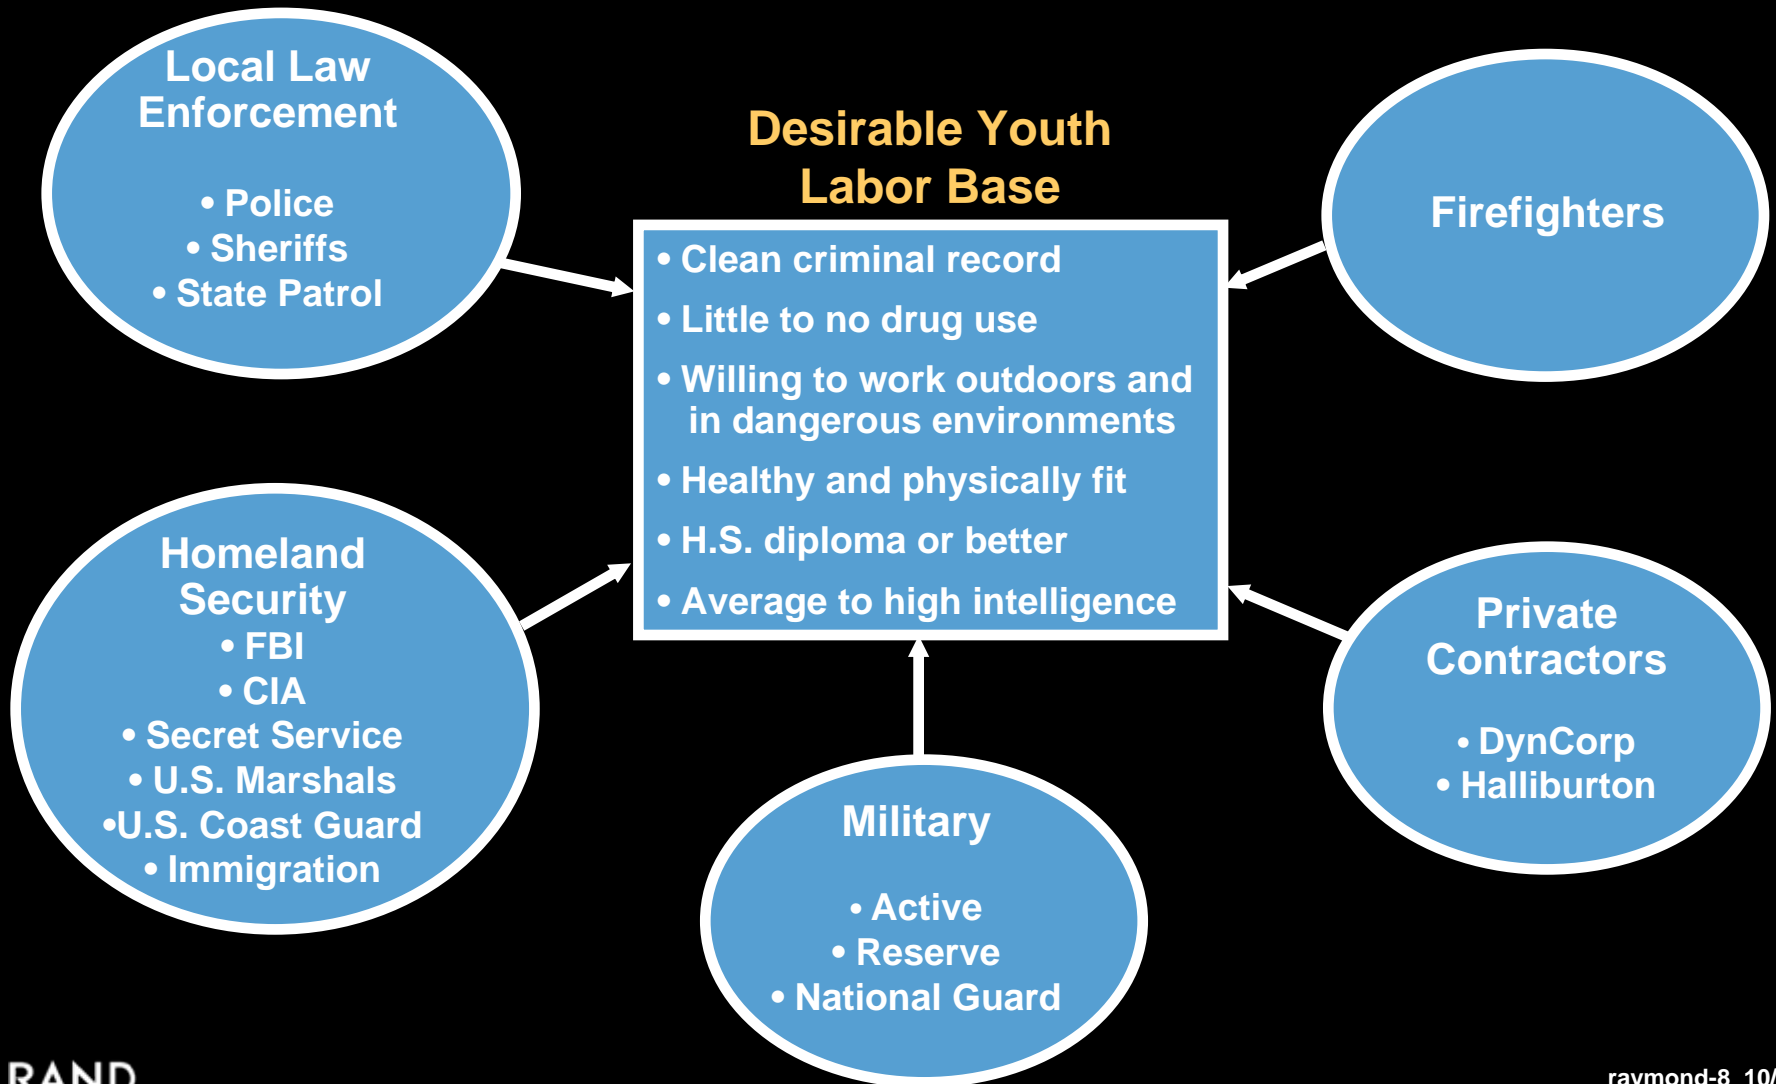 Local Law
Enforcement
• Police
• Sheriffs
• State Patrol
Desirable Youth
Labor Base
• Clean criminal record
• Little to no drug use
• Willing to work outdoors and
in dangerous environments
• Healthy and physically fit
• H.S. diploma or better
• Average to high intelligence
Firefighters
Homeland
Security
• FBI
• CIA
• Secret Service
• U.S. Marshals
•U.S. Coast Guard
• Immigration
Military
• Active
• Reserve
• National Guard
Private
Contractors
• DynCorp
• Halliburton
RAND
raymond-8 10/